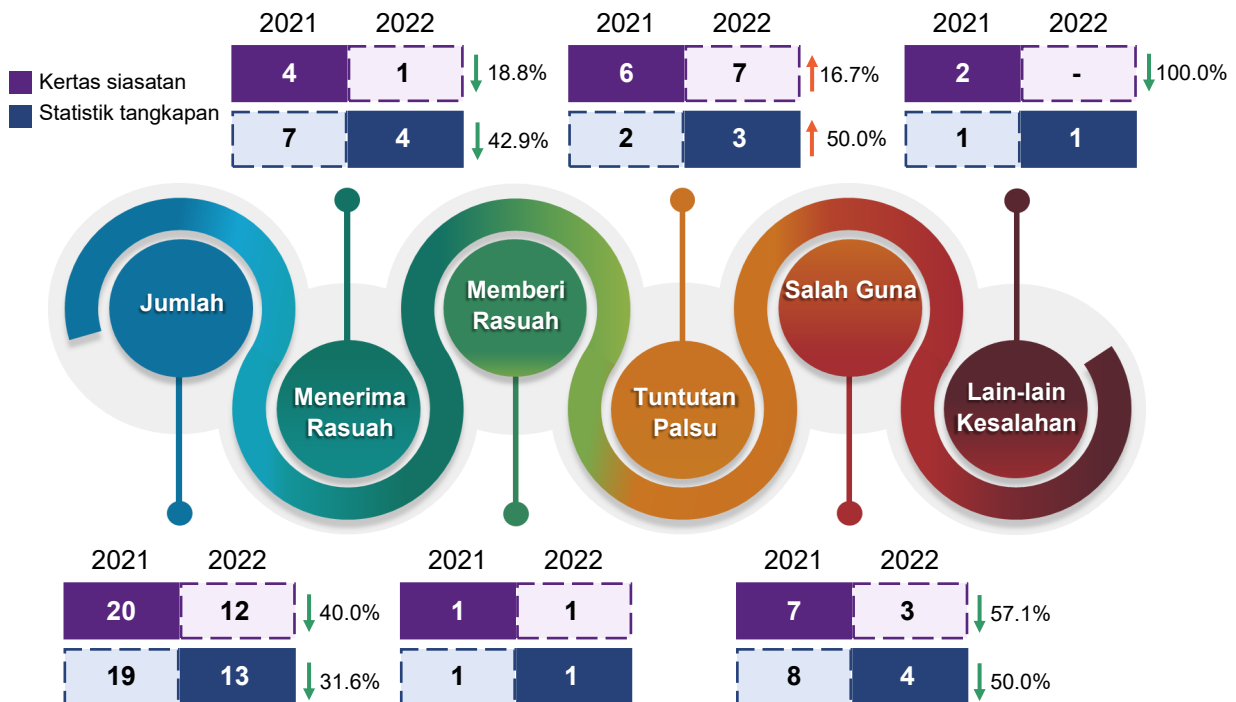 2021 2022 2021 2022 2021 2022
Kertas siasatan
Statistik tangkapan
4 1 18.8%
7 4 42.9%
6 7 16.7%
2 3 50.0%
2 - 100.0%
1 1
Jumlah
Menerima
Rasuah
Memberi
Rasuah
Tuntutan
Palsu
Salah Guna
Lain-lain
Kesalahan
2021 2022 2021 2022 2021 2022
20 12 40.0%
19 13 31.6%
1 1
1 1
7 3 57.1%
8 4 50.0%